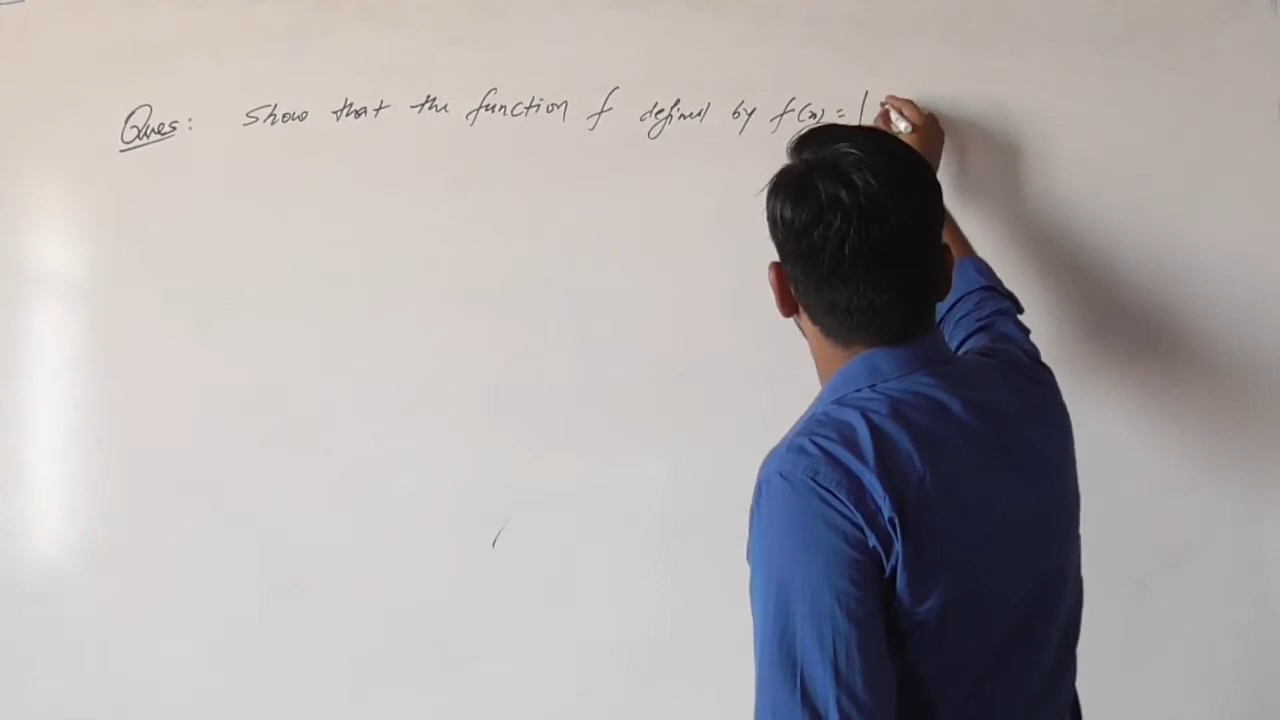 Ques: Show that the function f defined by f(x) = |